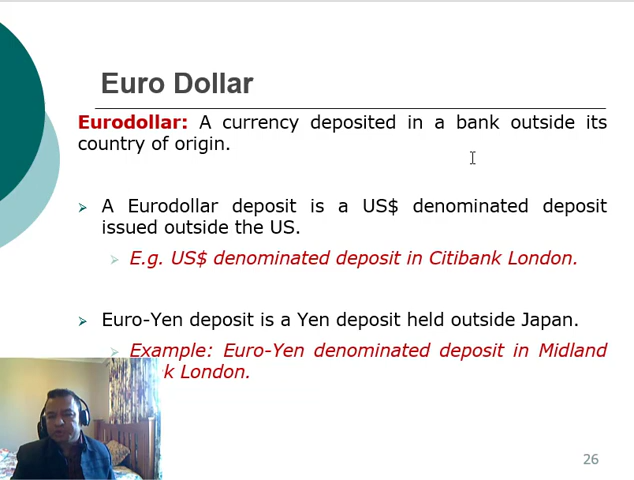 Euro Dollar
Eurodollar: A currency deposited in a bank outside its
country of origin.
A Eurodollar deposit is a US$ denominated deposit
issued outside the US.
E.g. US$ denominated deposit in Citibank London.
Euro-Yen deposit is a Yen deposit held outside Japan.
Example: Euro-Yen denominated deposit in Midland
k London.
26